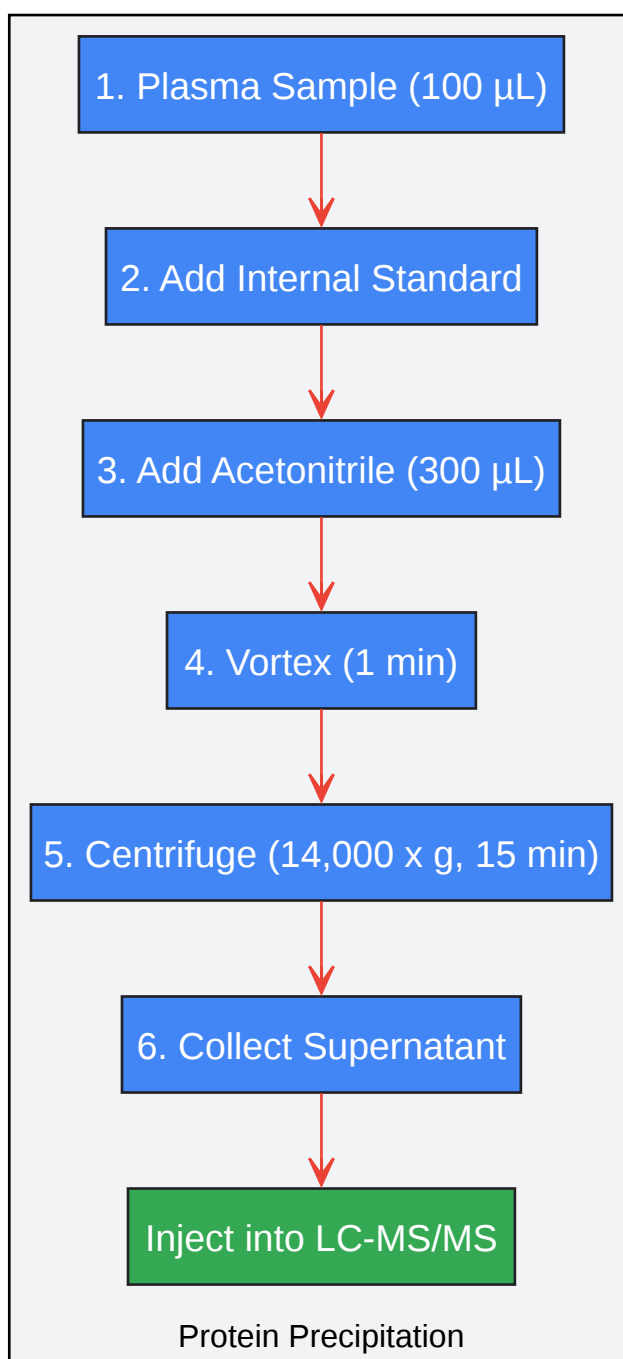 1. Plasma Sample (100 µL)
2. Add Internal Standard
3. Add Acetonitrile (300 µL)
4. Vortex (1 min)
5. Centrifuge (14,000 x g, 15 min)
6. Collect Supernatant
Inject into LC-MS/MS
Protein Precipitation